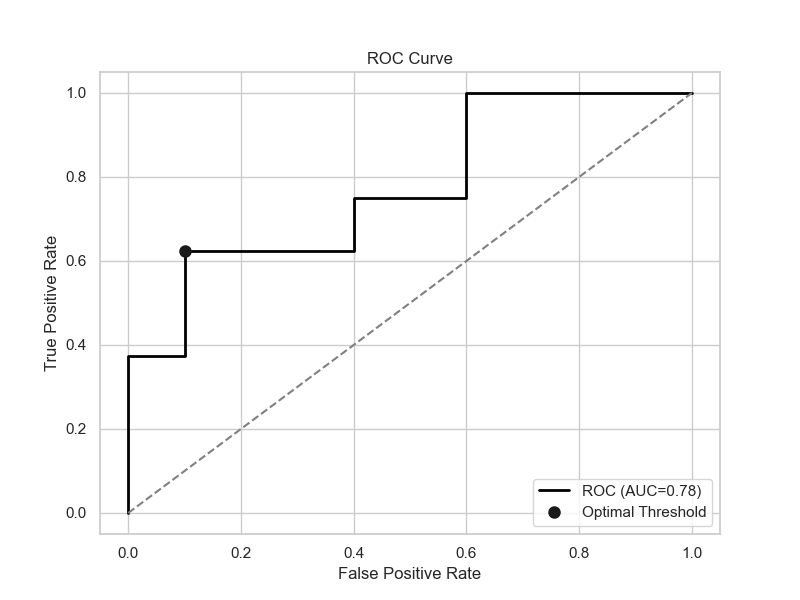 ROC Curve
True Positive Rate
1.0
0.8
0.6
0.4
0.2
0.0
0.0 0.2 0.4 0.6 0.8 1.0
False Positive Rate
ROC (AUC=0.78)
Optimal Threshold